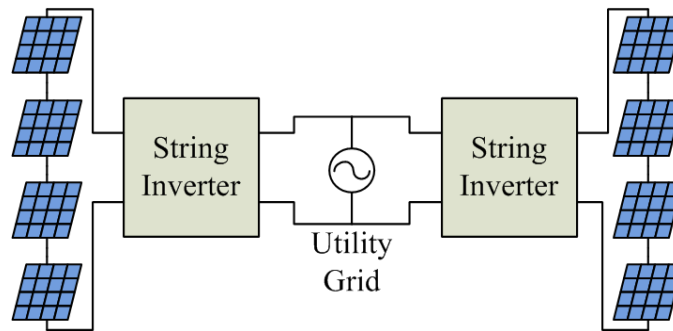 String
Inverter
Utility
Grid
String
Inverter